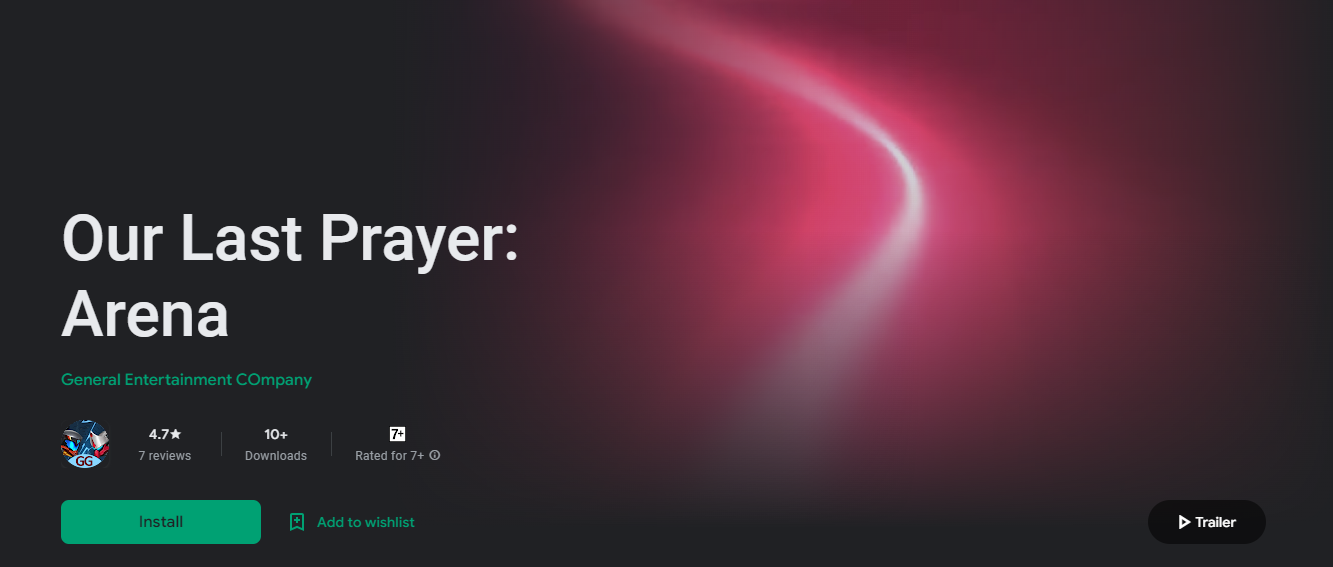 Our Last Prayer:
Arena
General Entertainment COmpany
GG
4.7★
7 reviews
10+
Downloads
7+
Rated for 7+
Install
Add to wishlist
Trailer